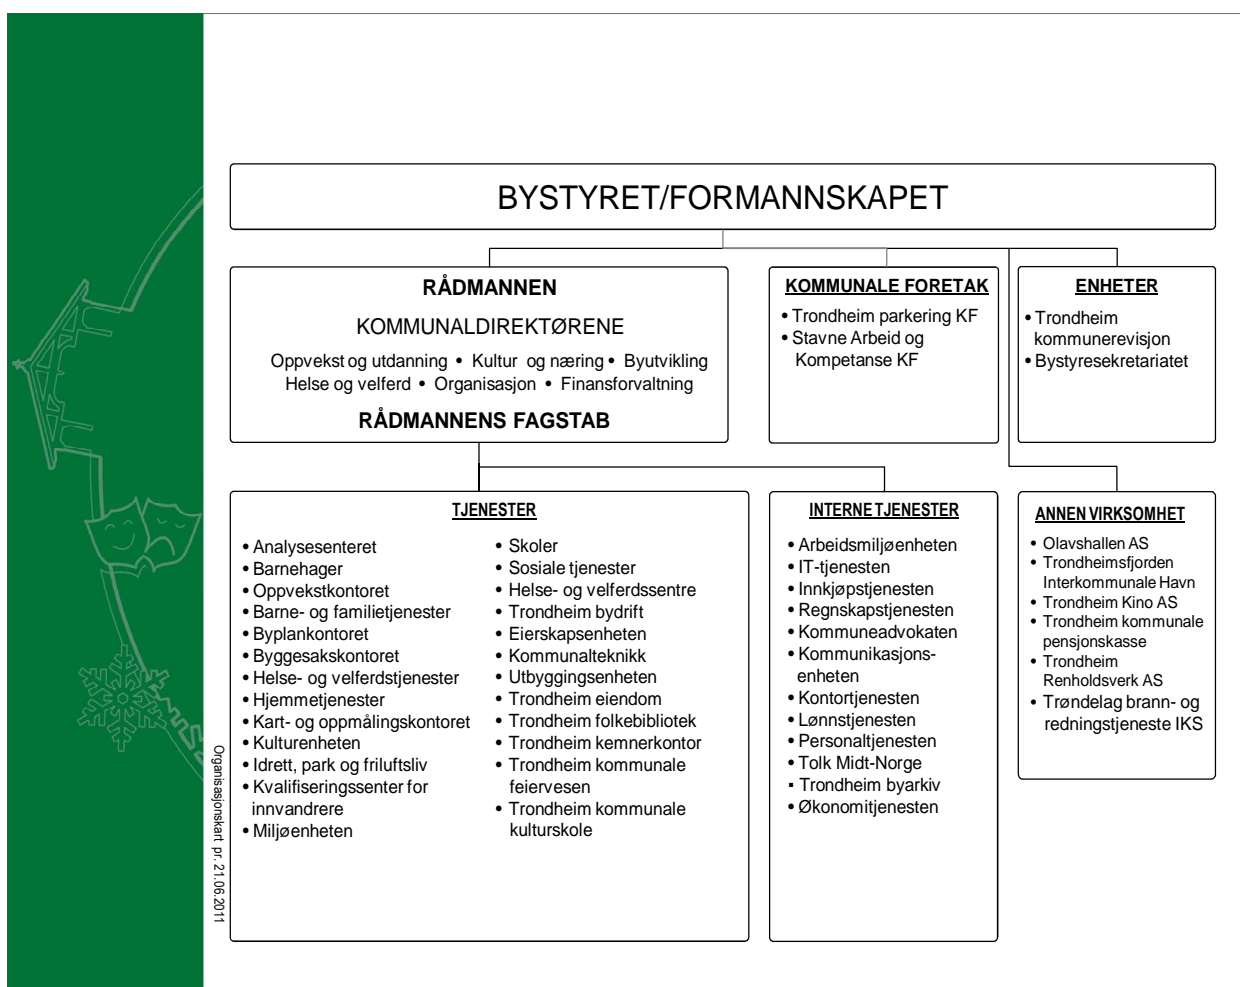 BYSTYRET/FORMANNSKAPET
RÅDMANNEN
KOMMUNALDIREKTØRENE
Oppvekst og utdanning • Kultur og næring • Byutvikling
Helse og velferd • Organisasjon • Finansforvaltning
RÅDMANNENS FAGSTAB
KOMMUNALE FORETAK
• Trondheim parkering KF
• Stavne Arbeid og
Kompetanse KF
ENHETER
• Trondheim
kommunerevisjon
• Bystyresekretariatet
TJENESTER
• Analysesenteret
• Barnehager
• Oppvekstkontoret
• Barne- og familietjenester
• Byplankontoret
• Byggesakskontoret
• Helse- og velferdstjenester
• Hjemmetjenester
• Kart- og oppmålingskontoret
• Kulturenheten
• Idrett, park og friluftsliv
• Kvalifiseringssenter for
innvandrere
• Miljøenheten
• Skoler
• Sosiale tjenester
• Helse- og velferdssentre
• Trondheim bydrift
• Eierskapsenheten
• Kommunalteknikk
• Utbyggingsenheten
• Trondheim eiendom
• Trondheim folkebibliotek
• Trondheim kemnerkontor
• Trondheim kommunale
feiervesen
• Trondheim kommunale
kulturskole
INTERNE TJENESTER
• Arbeidsmiljøenheten
• IT-tjenesten
• Innkjøpstjenesten
• Regnskapstjenesten
• Kommuneadvokaten
• Kommunikasjons-
enheten
• Kontortjenesten
• Lønnstjenesten
• Personaltjenesten
• Tolk Midt-Norge
▪ Trondheim byarkiv
• Økonomitjenesten
ANNEN VIRKSOMHET
• Olavshallen AS
• Trondheimsfjorden
Interkommunale Havn
• Trondheim Kino AS
• Trondheim kommunale
pensjonskasse
• Trondheim
Renholdsverk AS
• Trøndelag brann- og
redningstjeneste IKS
Organisasjonskart pr. 21.06.2011